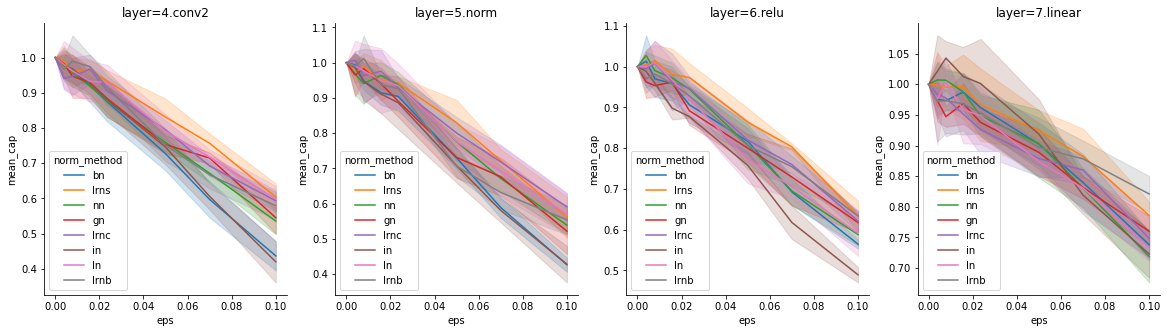 layer=4.conv2
mean_cap
1.0
0.9
0.8
0.7
0.6
0.5
0.4
norm_method
bn
lrns
nn
gn
lrnc
in
ln
lrnb
0.00 0.02 0.04 0.06 0.08 0.10
eps
layer=5.norm
mean_cap
1.1
1.0
0.9
0.8
0.7
0.6
0.5
0.4
norm_method
bn
lrns
nn
gn
lrnc
in
ln
lrnb
0.00 0.02 0.04 0.06 0.08 0.10
eps
layer=6.relu
mean_cap
1.1
1.0
0.9
0.8
0.7
0.6
0.5
norm_method
bn
lrns
nn
gn
lrnc
in
ln
lrnb
0.00 0.02 0.04 0.06 0.08 0.10
eps
layer=7.linear
mean_cap
1.05
1.00
0.95
0.90
0.85
0.80
0.75
0.70
norm_method
bn
lrns
nn
gn
lrnc
in
ln
lrnb
0.00 0.02 0.04 0.06 0.08 0.10
eps